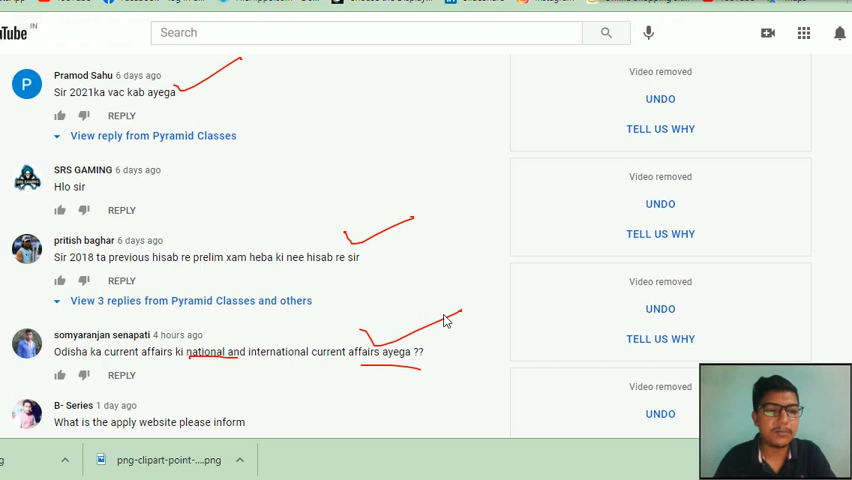 uTube IN
Search
Pramod Sahu 6 days ago
Sir 2021ka vac kab ayega
REPLY
View reply from Pyramid Classes
SRS GAMING 6 days ago
Hlo sir
REPLY
pritish baghar 6 days ago
Sir 2018 ta previous hisab re prelim xam heba ki nee hisab re sir
REPLY
View 3 replies from Pyramid Classes and others
somyaranjan senapati 4 hours ago
Odisha ka current affairs ki national and international current affairs ayega ??
REPLY
B- Series 1 day ago
What is the apply website please inform
Video removed
UNDO
TELL US WHY
Video removed
UNDO
TELL US WHY
Video removed
UNDO
TELL US WHY
Video removed
UNDO
g
png-clipart-point-....png